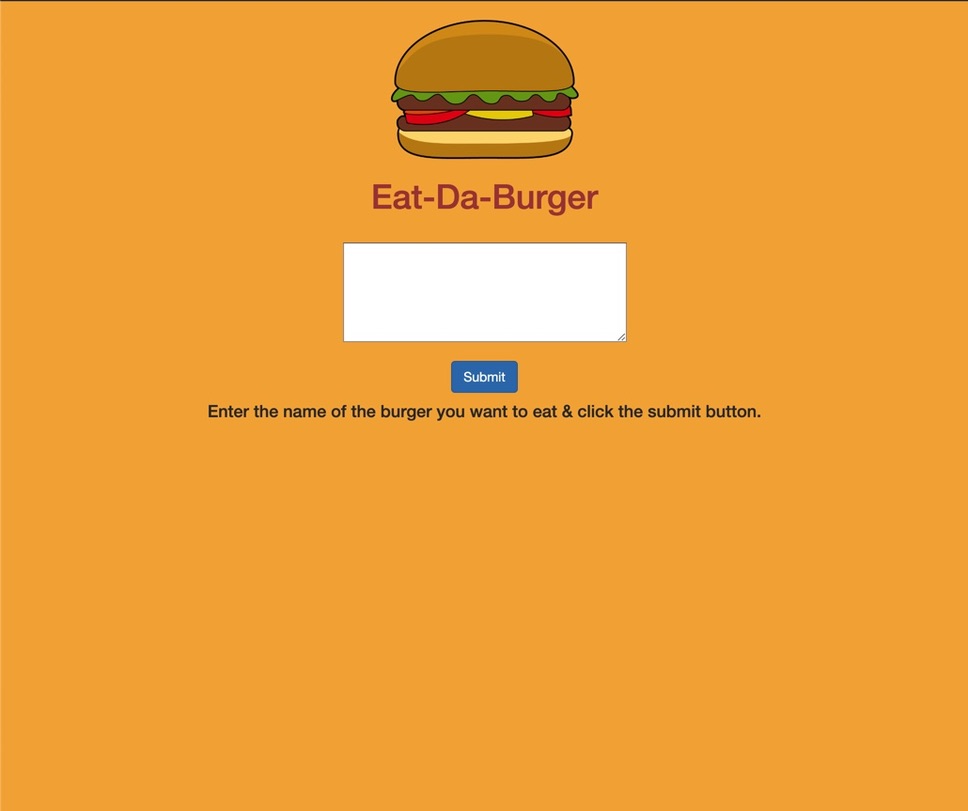 Eat-Da-Burger
Submit
Enter the name of the burger you want to eat & click the submit button.